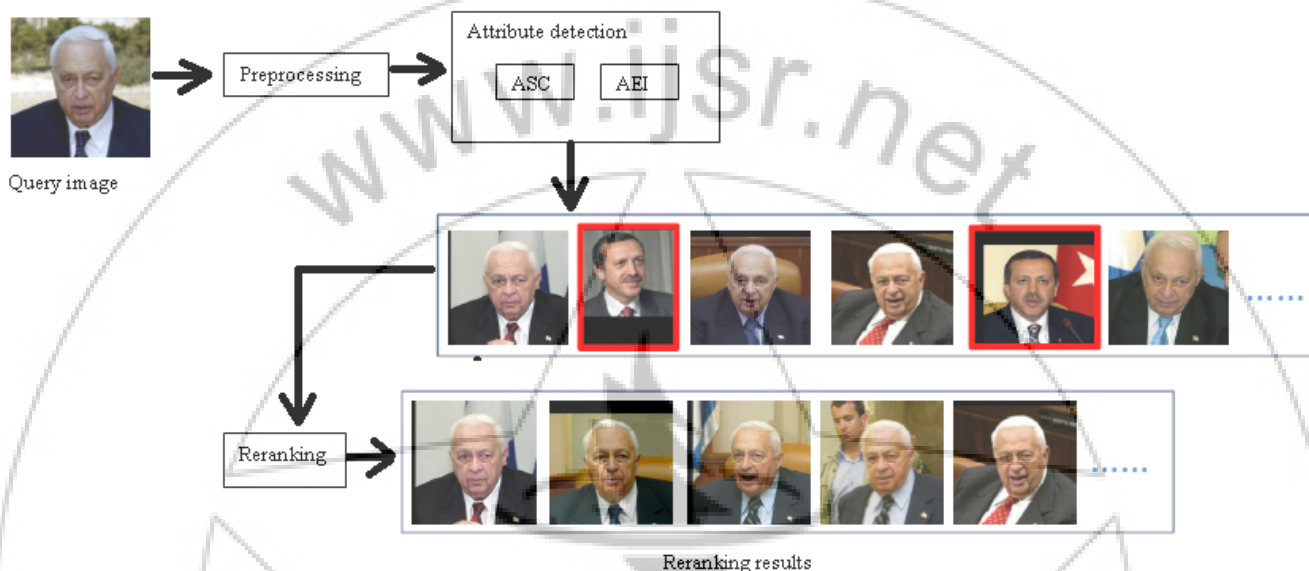 Attribute detection
Preprocessing
ASC
AEI
www.ijsr.net
Query image
Reranking
Reranking results